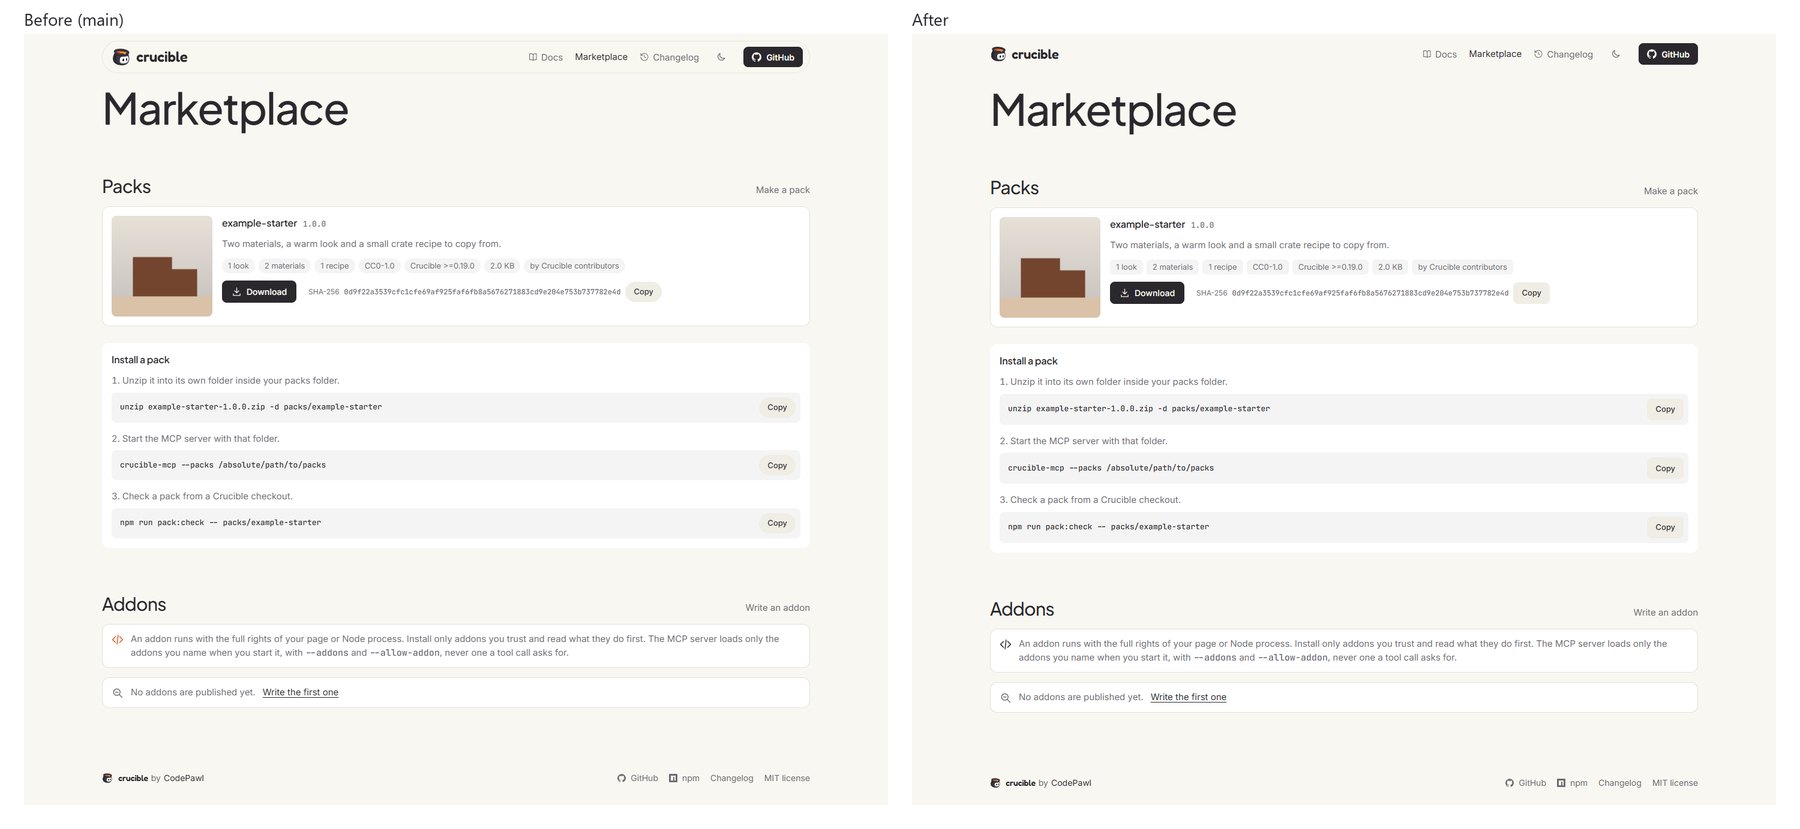 Before (main)
crucible
Docs Marketplace Changelog GitHub
Marketplace
Packs
Make a pack
example-starter 1.0.0
Two materials, a warm look and a small crate recipe to copy from.
1 look 2 materials 1 recipe CC0-1.0 Crucible >=0.19.0 2.0 KB by Crucible contributors
Download SHA-256 0d9f22a3539cfc1cfe69af925faf6fb8a5676271883cd9e204e753b737782e4d Copy
Install a pack
1. Unzip it into its own folder inside your packs folder.
unzip example-starter-1.0.0.zip -d packs/example-starter Copy
2. Start the MCP server with that folder.
crucible-mcp --packs /absolute/path/to/packs Copy
3. Check a pack from a Crucible checkout.
npm run pack:check -- packs/example-starter Copy
Addons
Write an addon
An addon runs with the full rights of your page or Node process. Install only addons you trust and read what they do first. The MCP server loads only the
addons you name when you start it, with --addons and --allow-addon, never one a tool call asks for.
No addons are published yet. Write the first one
crucible by CodePawl
GitHub npm Changelog MIT license
After
crucible
Docs Marketplace Changelog GitHub
Marketplace
Packs
Make a pack
example-starter 1.0.0
Two materials, a warm look and a small crate recipe to copy from.
1 look 2 materials 1 recipe CC0-1.0 Crucible >=0.19.0 2.0 KB by Crucible contributors
Download SHA-256 0d9f22a3539cfc1cfe69af925faf6fb8a5676271883cd9e204e753b737782e4d Copy
Install a pack
1. Unzip it into its own folder inside your packs folder.
unzip example-starter-1.0.0.zip -d packs/example-starter Copy
2. Start the MCP server with that folder.
crucible-mcp --packs /absolute/path/to/packs Copy
3. Check a pack from a Crucible checkout.
npm run pack:check -- packs/example-starter Copy
Addons
Write an addon
An addon runs with the full rights of your page or Node process. Install only addons you trust and read what they do first. The MCP server loads only the
addons you name when you start it, with --addons and --allow-addon, never one a tool call asks for.
No addons are published yet. Write the first one
crucible by CodePawl
GitHub npm Changelog MIT license